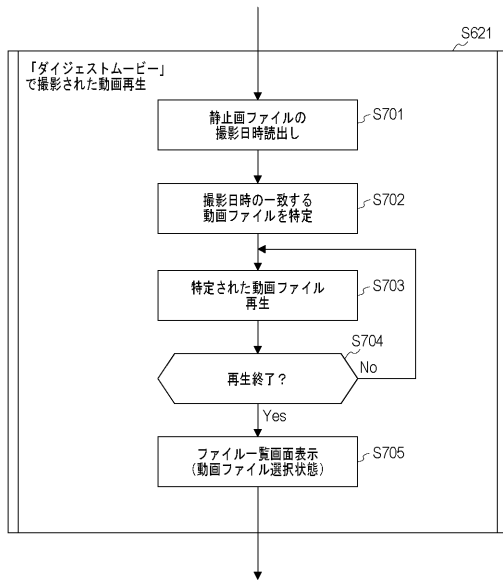 S621
「ダイジェストムービー」
で撮影された動画再生
静止画ファイルの
撮影日時読出し
S701
撮影日時の一致する
動画ファイルを特定
S702
特定された動画ファイル
再生
S703
S704
再生終了？
No
Yes
ファイル一覧画面表示
(動画ファイル選択状態)
S705